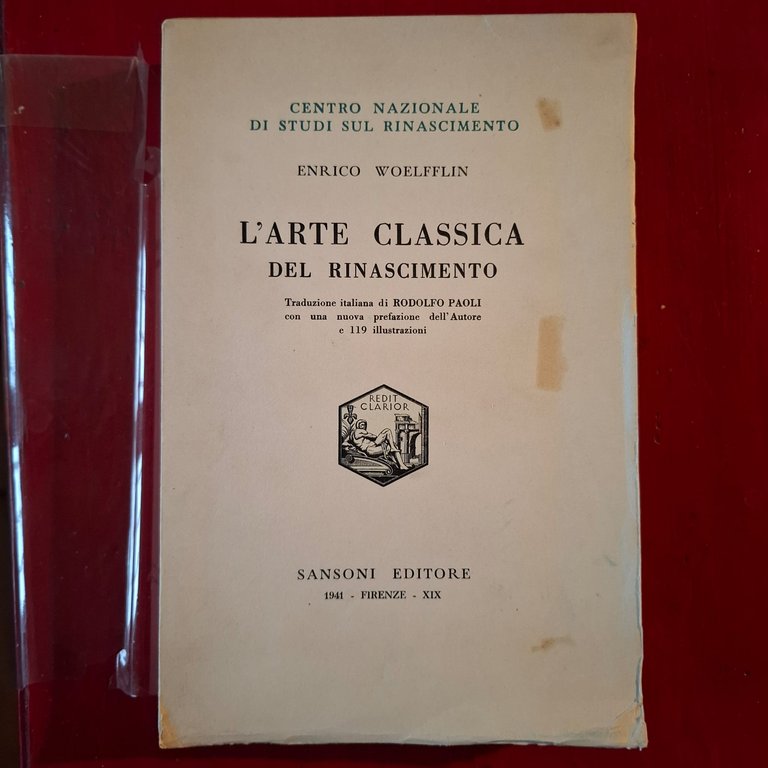 CENTRO NAZIONALE
DI STUDI SUL RINASCIMENTO
ENRICO WOELFFLIN
L'ARTE CLASSICA
DEL RINASCIMENTO
Traduzione italiana di RODOLFO PAOLI
con una nuova prefazione dell'Autore
e 119 illustrazioni
REDIT
CLARIOR
SANSONI EDITORE
1941 - FIRENZE - XIX